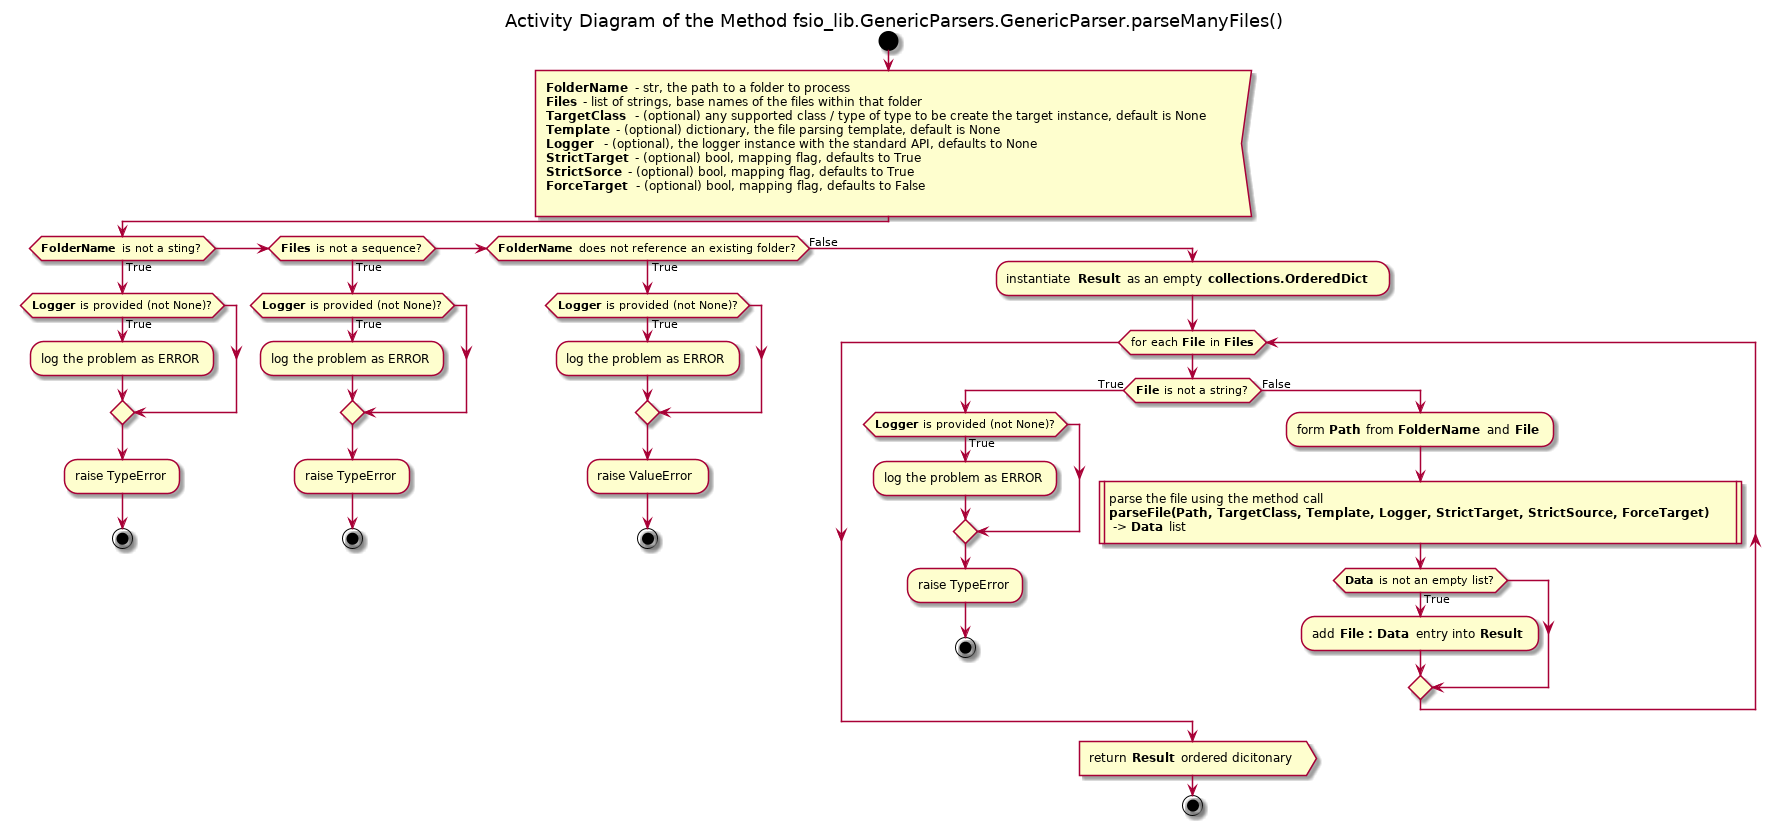 Activity Diagram of the Method fsio_lib.GenericParsers.GenericParser.parseManyFiles()
FolderName - str, the path to a folder to process
Files - list of strings, base names of the files within that folder
TargetClass - (optional) any supported class / type of type to be create the target instance, default is None
Template - (optional) dictionary, the file parsing template, default is None
Logger - (optional), the logger instance with the standard API, defaults to None
StrictTarget - (optional) bool, mapping flag, defaults to True
StrictSorce - (optional) bool, mapping flag, defaults to True
ForceTarget - (optional) bool, mapping flag, defaults to False
FolderName is not a sting?
True
Logger is provided (not None)?
True
log the problem as ERROR
raise TypeError
Files is not a sequence?
True
Logger is provided (not None)?
True
log the problem as ERROR
raise TypeError
FolderName does not reference an existing folder?
False
True
Logger is provided (not None)?
True
log the problem as ERROR
raise ValueError
instantiate Result as an empty collections.OrderedDict
for each File in Files
File is not a string?
True
False
Logger is provided (not None)?
True
log the problem as ERROR
raise TypeError
form Path from FolderName and File
parse the file using the method call
parseFile(Path, TargetClass, Template, Logger, StrictTarget, StrictSource, ForceTarget)
-> Data list
Data is not an empty list?
True
add File : Data entry into Result
return Result ordered dicitonary